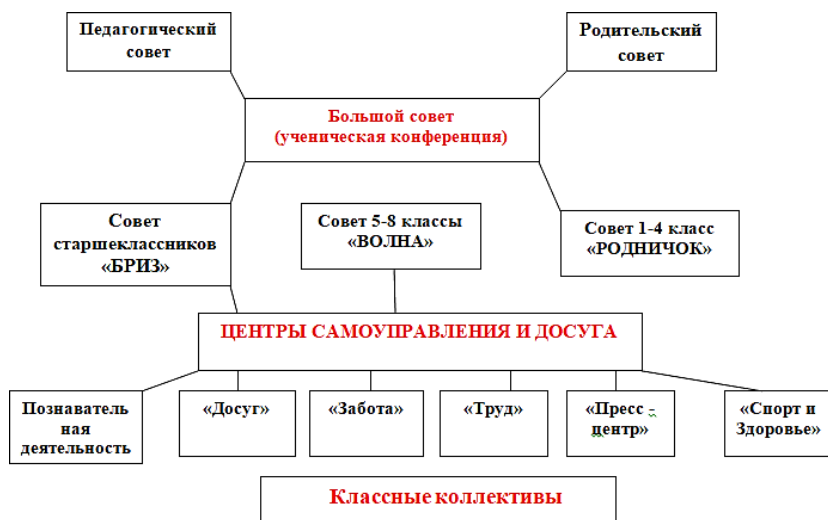 Педагогический
совет
Родительский
совет
Большой совет
(ученическая конференция)
Совет
старшеклассников
«БРИЗ»
Совет 5-8 классы
«ВОЛНА»
Совет 1-4 класс
«РОДНИЧОК»
ЦЕНТРЫ САМОУПРАВЛЕНИЯ И ДОСУГА
Познаватель
ная
деятельность
«Досуг»
«Забота»
«Труд»
«Пресс -
центр»
«Спорт и
Здоровье»
Классные коллективы